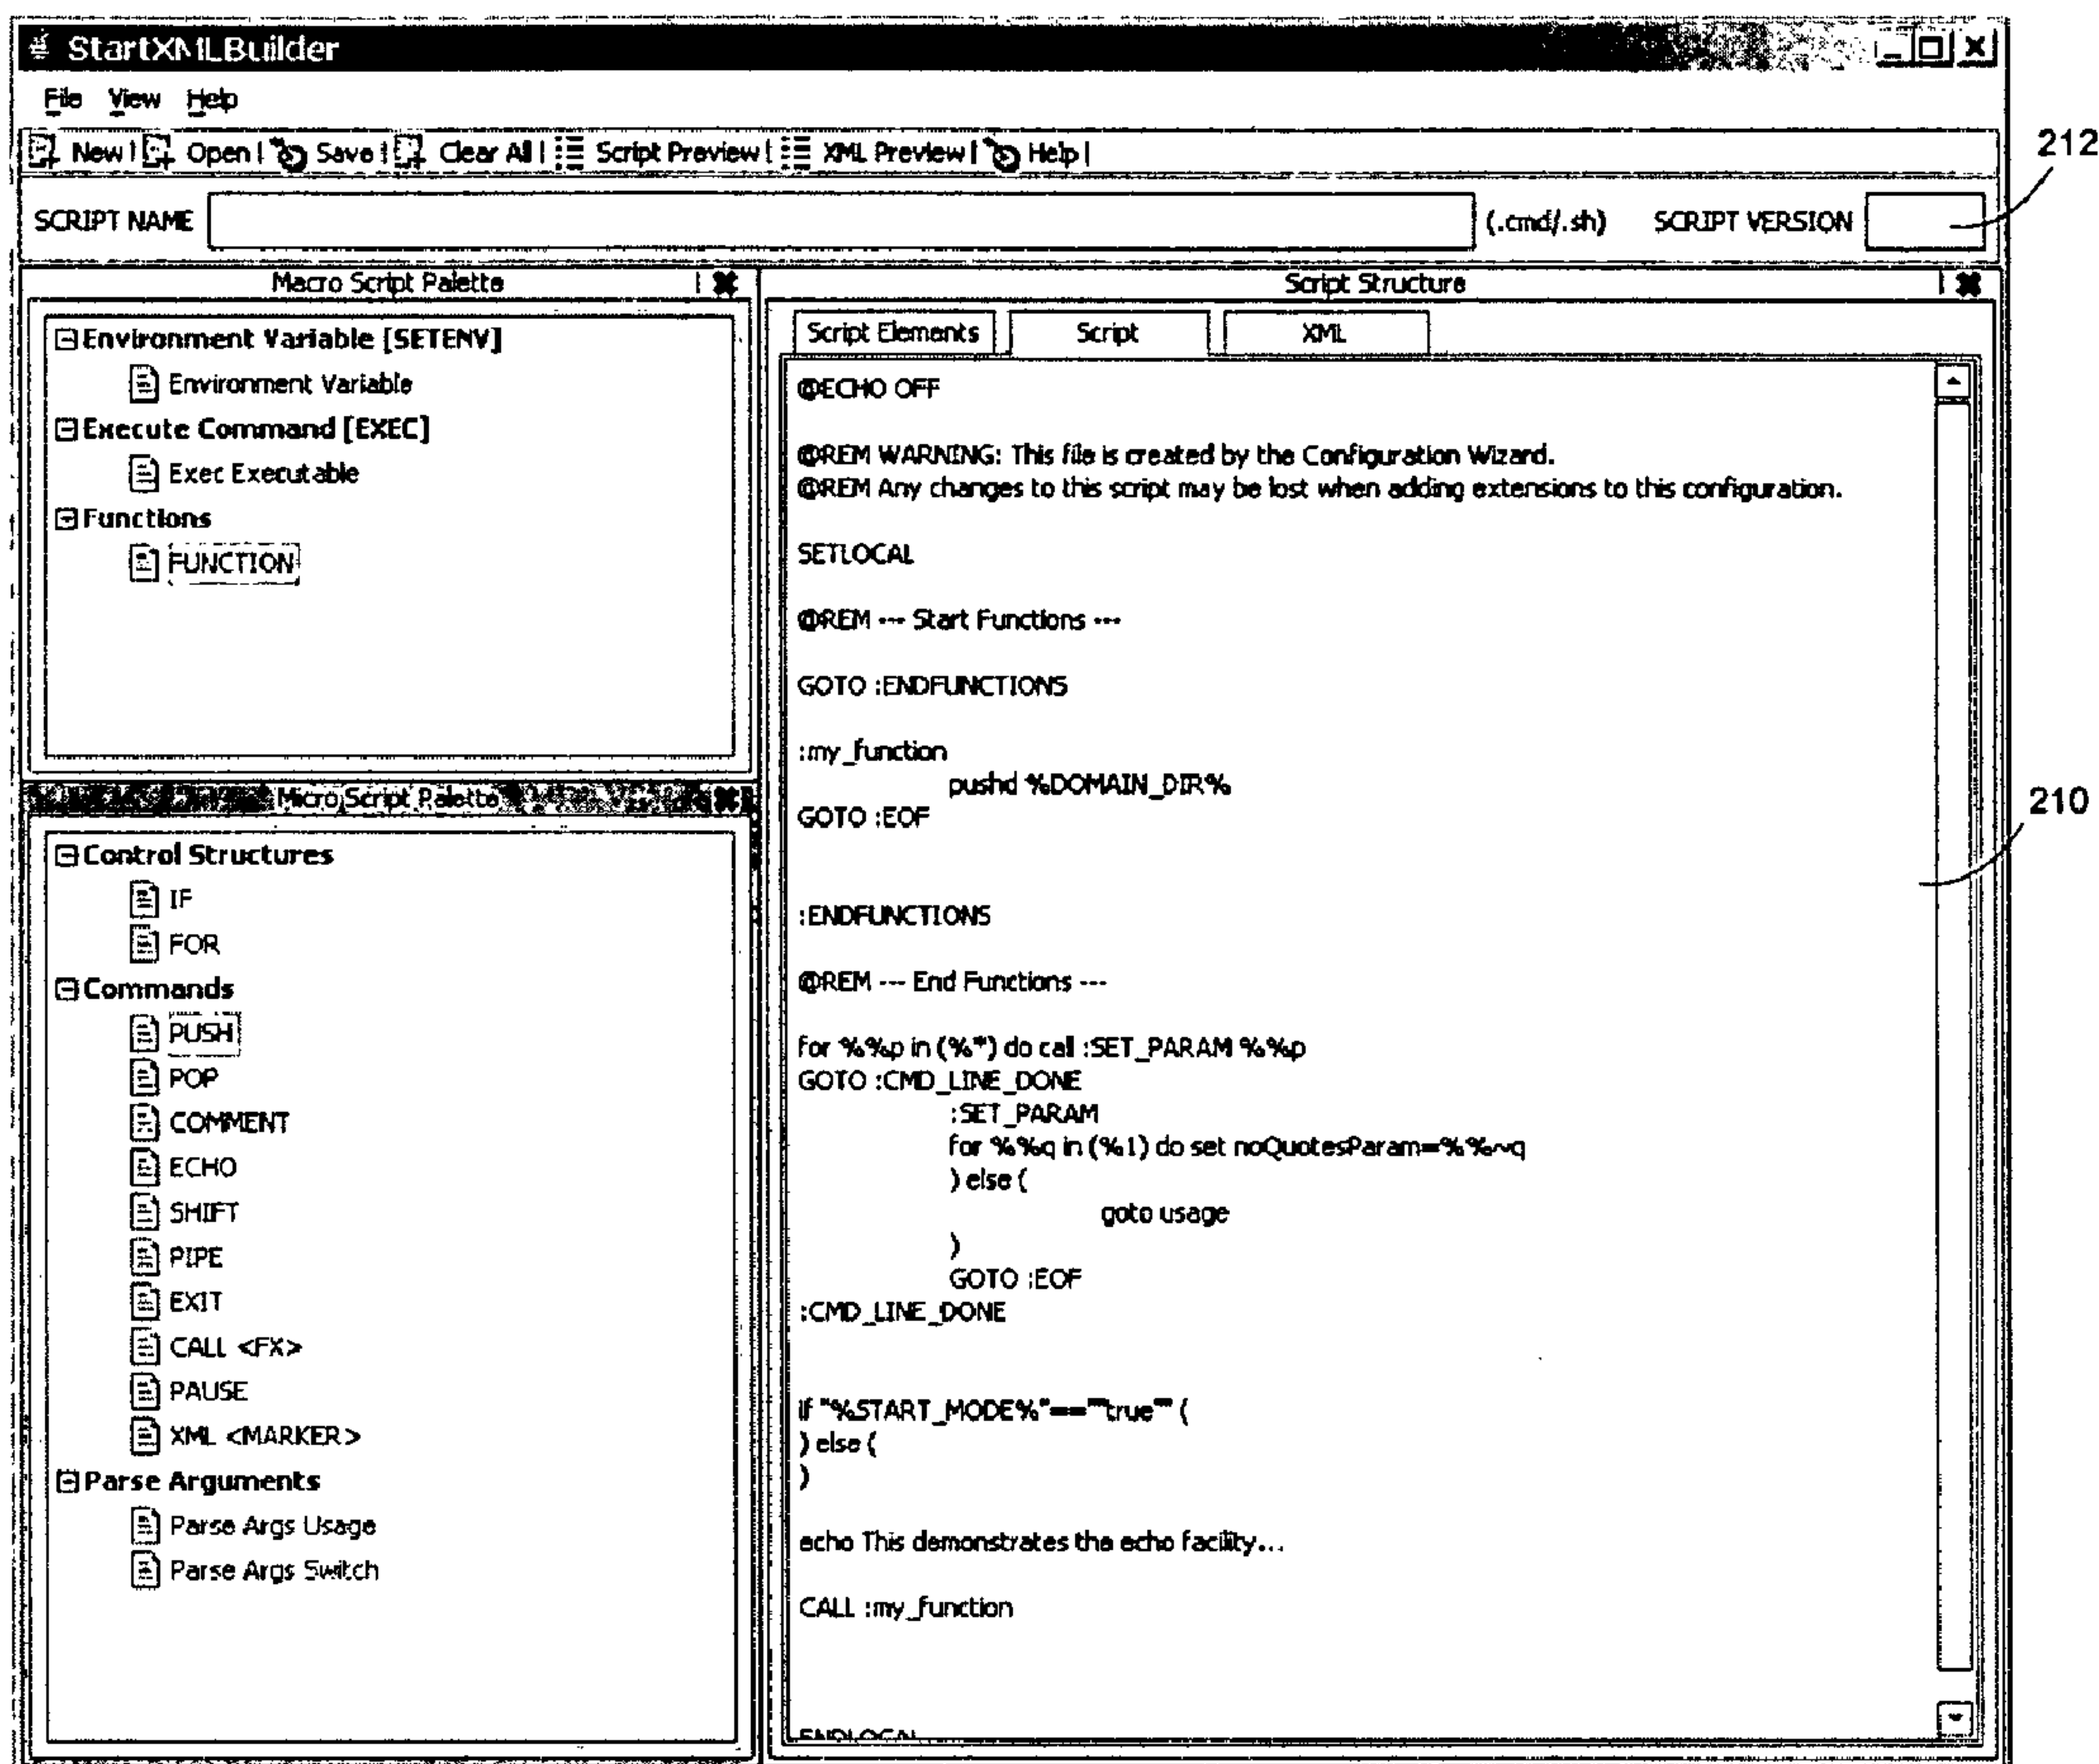 StartXMLBuilder
File View Help
New Open Save Clear All Script Preview XML Preview Help
212
SCRIPT NAME (.cmd/.sh) SCRIPT VERSION
Macro Script Palette
Environment Variable [SETENV]
Environment Variable
Execute Command [EXEC]
Exec Executable
Functions
FUNCTION
Micro Script Palette
Control Structures
IF
FOR
Commands
PUSH
POP
COMMENT
ECHO
SHIFT
PIPE
EXIT
CALL <FX>
PAUSE
XML <MARKER>
Parse Arguments
Parse Args Usage
Parse Args Switch
Script Structure
Script Elements Script XML
@ECHO OFF
@REM WARNING: This file is created by the Configuration Wizard.
@REM Any changes to this script may be lost when adding extensions to this configuration.
SETLOCAL
@REM --- Start Functions ---
GOTO :ENDFUNCTIONS
:my_function
pushd %DOMAIN_DIR%
GOTO :EOF
:ENDFUNCTIONS
@REM --- End Functions ---
for %%p in (%*) do call :SET_PARAM %%p
GOTO :CMD_LINE_DONE
:SET_PARAM
for %%q in (%1) do set noQuotesParam=%%~q
) else (
goto usage
)
GOTO :EOF
:CMD_LINE_DONE
if "%START_MODE%"==""true"" (
) else (
)
echo This demonstrates the echo facility...
CALL :my_function
ENDLOCAL
210